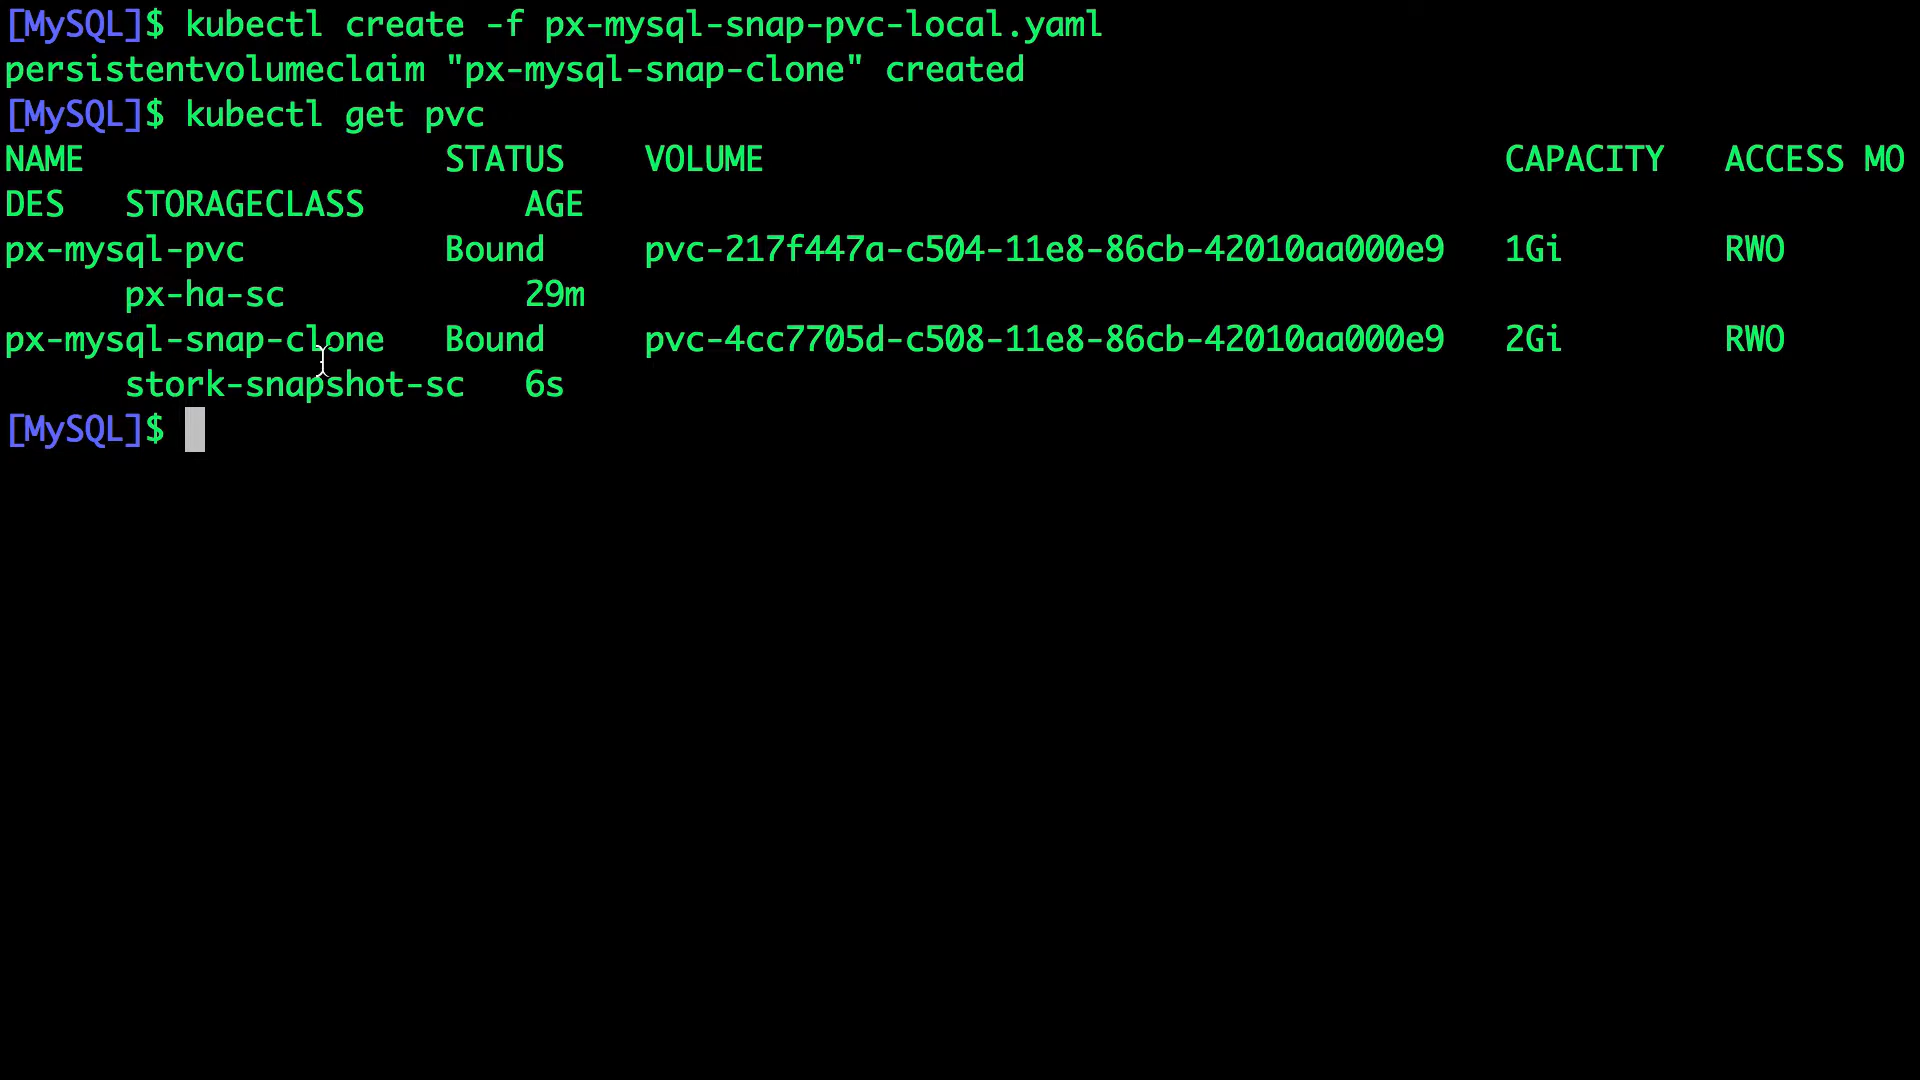 [MySQL]$ kubectl create -f px-mysql-snap-pvc-local.yaml
persistentvolumeclaim "px-mysql-snap-clone" created
[MySQL]$ kubectl get pvc
NAME                  STATUS    VOLUME                                     CAPACITY   ACCESS MO
DES   STORAGECLASS        AGE
px-mysql-pvc          Bound     pvc-217f447a-c504-11e8-86cb-42010aa000e9   1Gi        RWO
      px-ha-sc            29m
px-mysql-snap-clone   Bound     pvc-4cc7705d-c508-11e8-86cb-42010aa000e9   2Gi        RWO
      stork-snapshot-sc   6s
[MySQL]$